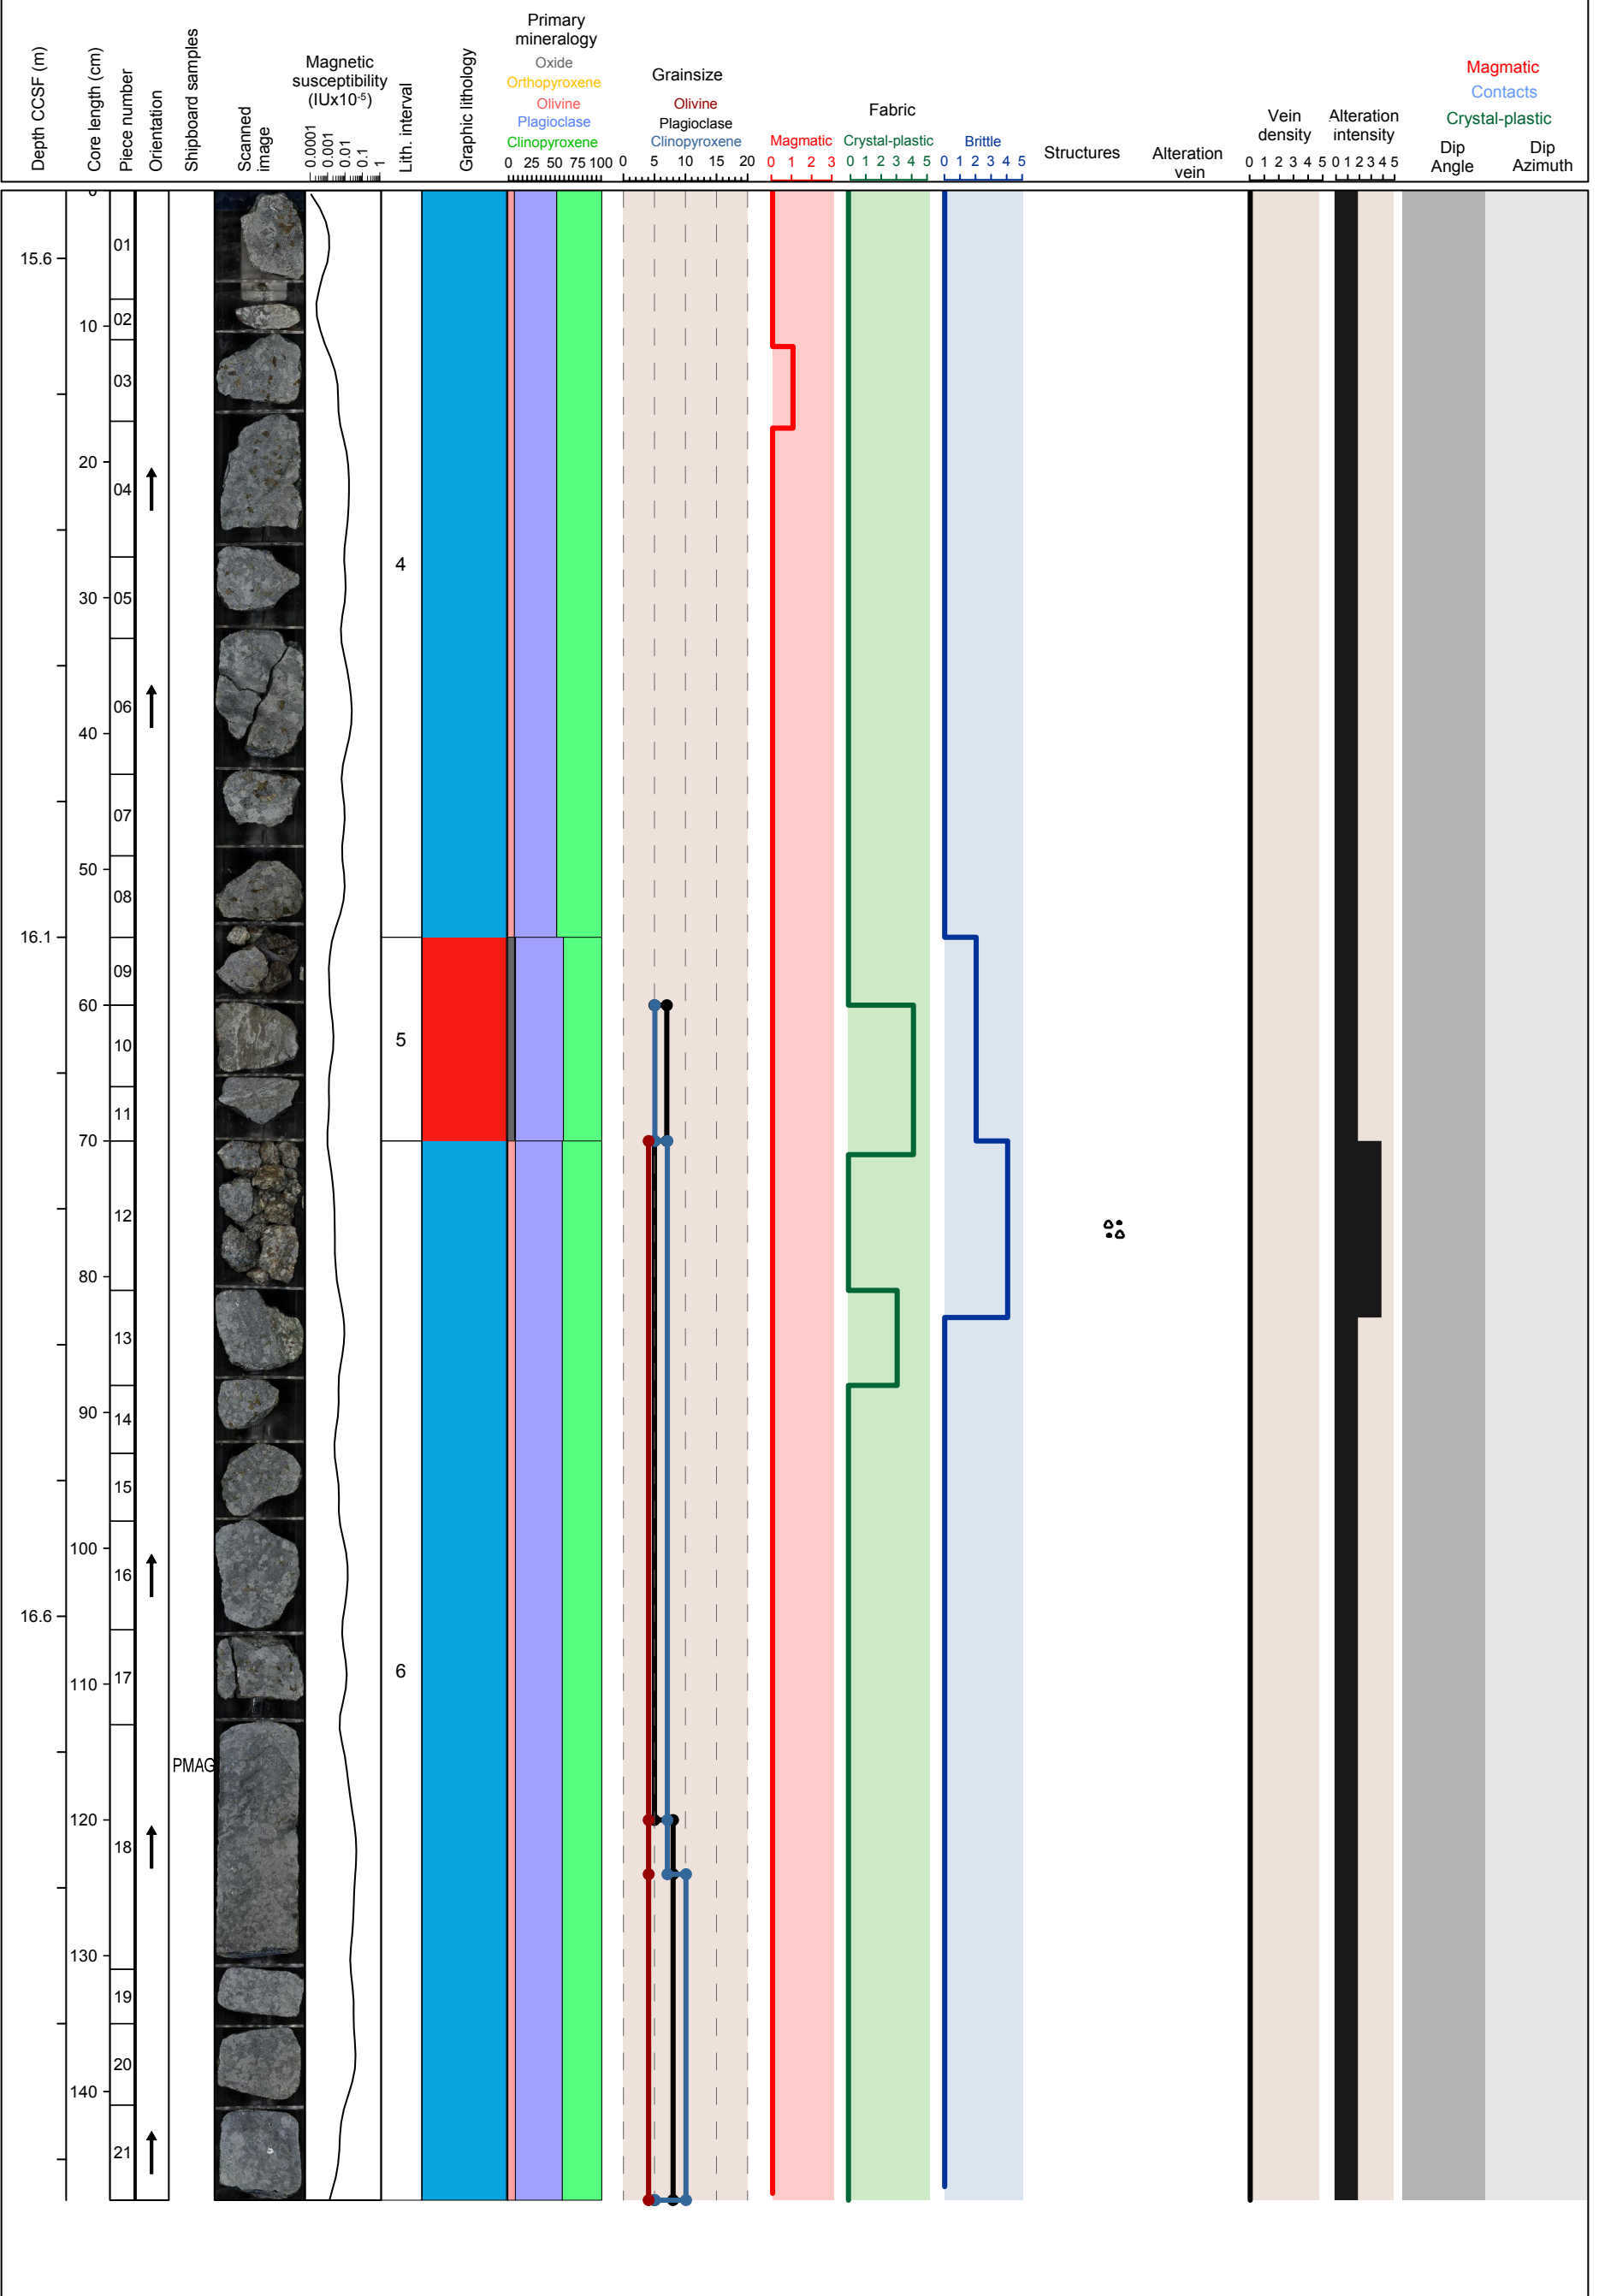 Depth CCSF (m)
Core length (cm)
Piece number
Orientation
Shipboard samples
Scanned
image
Magnetic
susceptibility
(IUx10-5)
0.0001
0.001
0.01
0.1
1
Lith. interval
Graphic lithology
Primary
mineralogy
Oxide
Orthopyroxene
Olivine
Plagioclase
Clinopyroxene
0 25 50 75 100
Grainsize
Olivine
Plagioclase
Clinopyroxene
0 5 10 15 20
Fabric
Magmatic
0 1 2 3
Crystal-plastic
0 1 2 3 4 5
Brittle
0 1 2 3 4 5
Structures
Alteration
vein
Vein
density
0 1 2 3 4 5
Alteration
intensity
0 1 2 3 4 5
Magmatic
Contacts
Crystal-plastic
Dip
Angle
Dip
Azimuth
0
01
15.6
02
10
03
20
04
4
05
30
06
40
07
50
08
16.1
09
60
5
10
11
70
12
80
13
90
14
15
100
16
16.6
6
17
110
PMAG
120
18
130
19
20
140
21